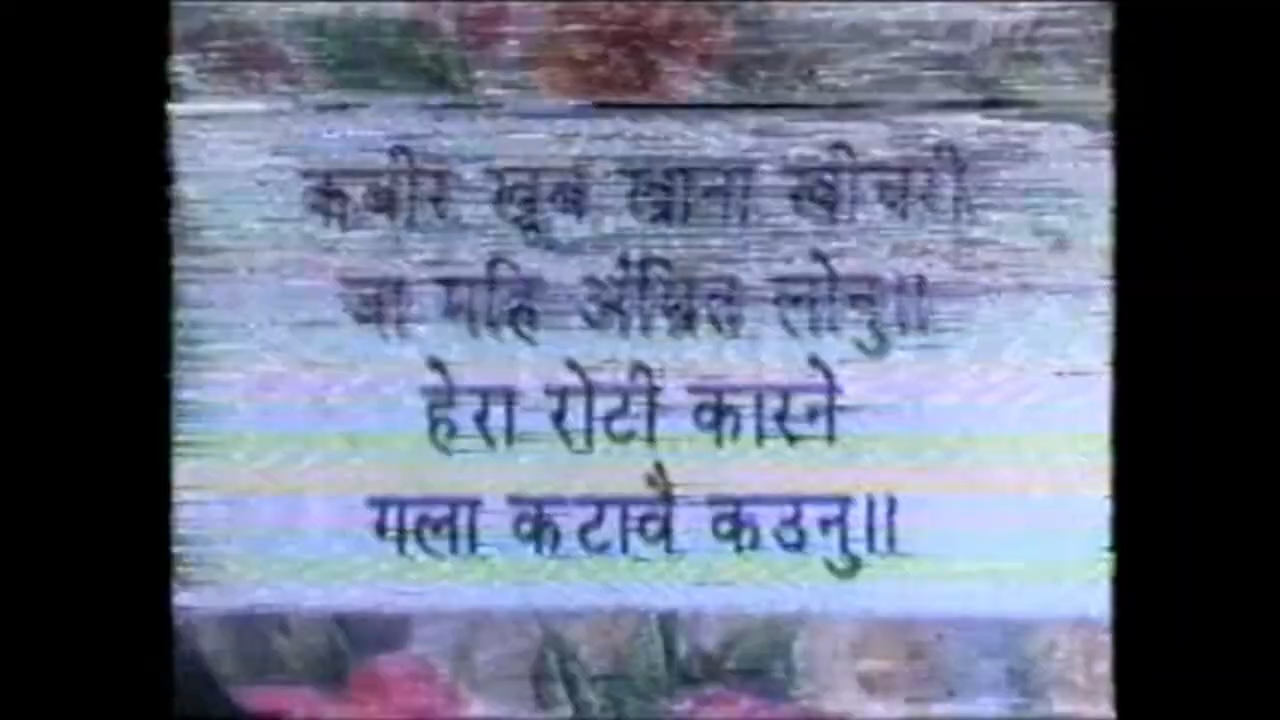 कबीर खूब खाना खीचरी
जा महि अंम्रित लोनु॥
हेरा रोटी कारने
गला कटावै कउनु॥